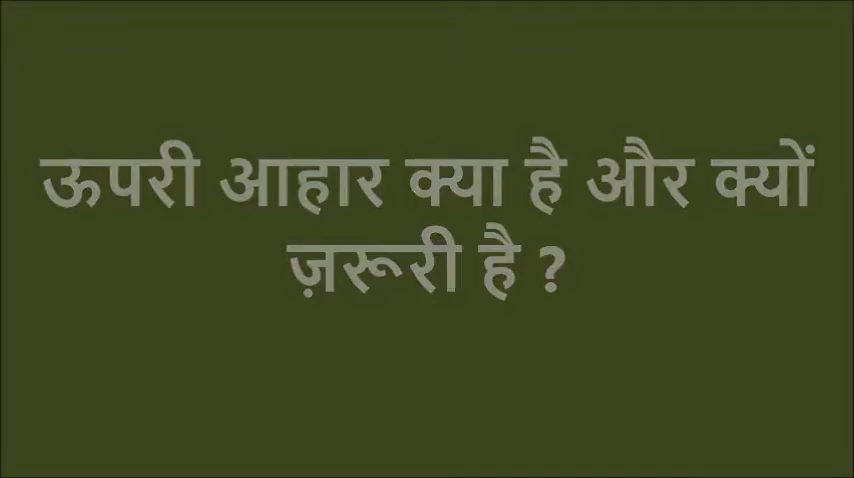 ऊपरी आहार क्या है और क्यों
ज़रूरी है ?